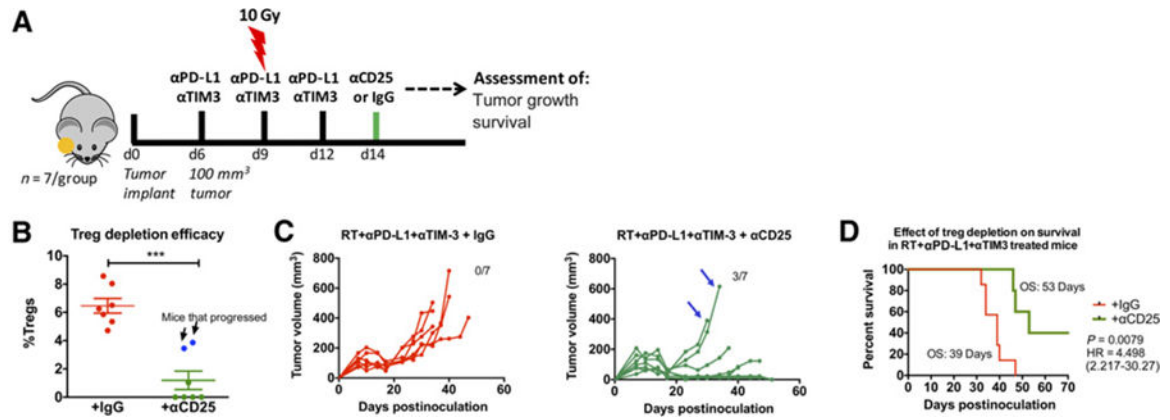 A
10 Gy
αPD-L1 αPD-L1 αPD-L1 αCD25
αTIM3 αTIM3 αTIM3 or IgG
Assessment of:
Tumor growth
survival
n = 7/group
d0 d6 d9 d12 d14
Tumor 100 mm³
implant tumor
B
Treg depletion efficacy
***
%Tregs
10
8
6
4
2
0
Mice that progressed
+IgG +αCD25
C
RT+αPD-L1+αTIM-3 + IgG
Tumor volume (mm³)
800
600
400
200
0
0/7
0 20 40 60
Days postinoculation
RT+αPD-L1+αTIM-3 + αCD25
Tumor volume (mm³)
800
600
400
200
0
3/7
0 20 40 60
Days postinoculation
D
Effect of treg depletion on survival
in RT+αPD-L1+αTIM3 treated mice
Percent survival
100
80
60
40
20
0
OS: 53 Days
OS: 39 Days
0 10 20 30 40 50 60 70
Days postinoculation
+IgG
+αCD25
P = 0.0079
HR = 4.498
(2.217-30.27)